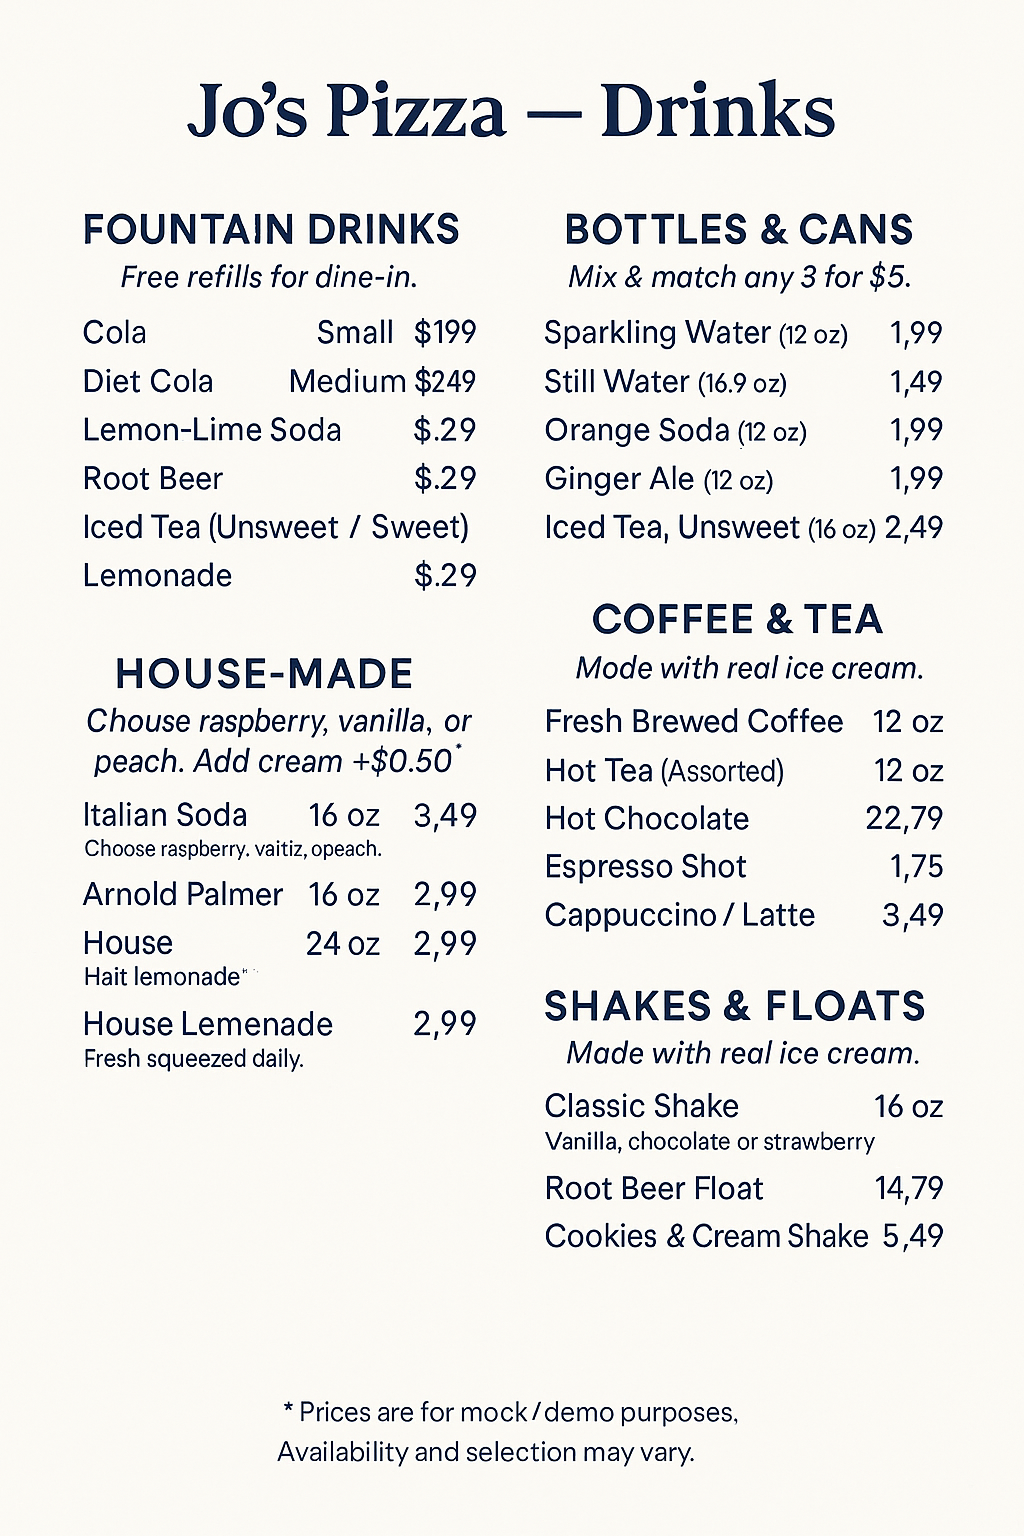 Jo's Pizza — Drinks
FOUNTAIN DRINKS
Free refills for dine-in.
Cola Small $199
Diet Cola Medium $249
Lemon-Lime Soda $.29
Root Beer $.29
Iced Tea (Unsweet / Sweet)
Lemonade $.29
HOUSE-MADE
Chouse raspberry, vanilla, or
peach. Add cream +$0.50*
Italian Soda 16 oz 3,49
Choose raspberry. vaitiz, opeach.
Arnold Palmer 16 oz 2,99
House 24 oz 2,99
Hait lemonade"
House Lemenade 2,99
Fresh squeezed daily.
BOTTLES & CANS
Mix & match any 3 for $5.
Sparkling Water (12 oz) 1,99
Still Water (16.9 oz) 1,49
Orange Soda (12 oz) 1,99
Ginger Ale (12 oz) 1,99
Iced Tea, Unsweet (16 oz) 2,49
COFFEE & TEA
Mode with real ice cream.
Fresh Brewed Coffee 12 oz
Hot Tea (Assorted) 12 oz
Hot Chocolate 22,79
Espresso Shot 1,75
Cappuccino / Latte 3,49
SHAKES & FLOATS
Made with real ice cream.
Classic Shake 16 oz
Vanilla, chocolate or strawberry
Root Beer Float 14,79
Cookies & Cream Shake 5,49
* Prices are for mock/demo purposes,
Availability and selection may vary.